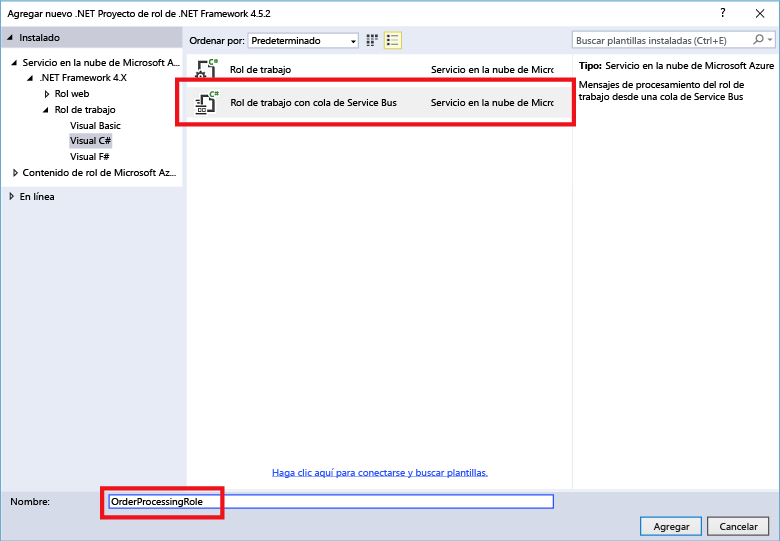 Agregar nuevo .NET Proyecto de rol de .NET Framework 4.5.2
?
Instalado
Ordenar por: Predeterminado
Buscar plantillas instaladas (Ctrl+E)
Servicio en la nube de Microsoft A...
.NET Framework 4.X
Rol web
Rol de trabajo
Visual Basic
Visual C#
Visual F#
Contenido de rol de Microsoft Az...
En línea
C# Rol de trabajo Servicio en la nube de Micro
C# Rol de trabajo con cola de Service Bus Servicio en la nube de Micro
Tipo: Servicio en la nube de Microsoft Azure
Mensajes de procesamiento del rol de
trabajo desde una cola de Service Bus
Haga clic aquí para conectarse y buscar plantillas.
Nombre: OrderProcessingRole
Agregar Cancelar